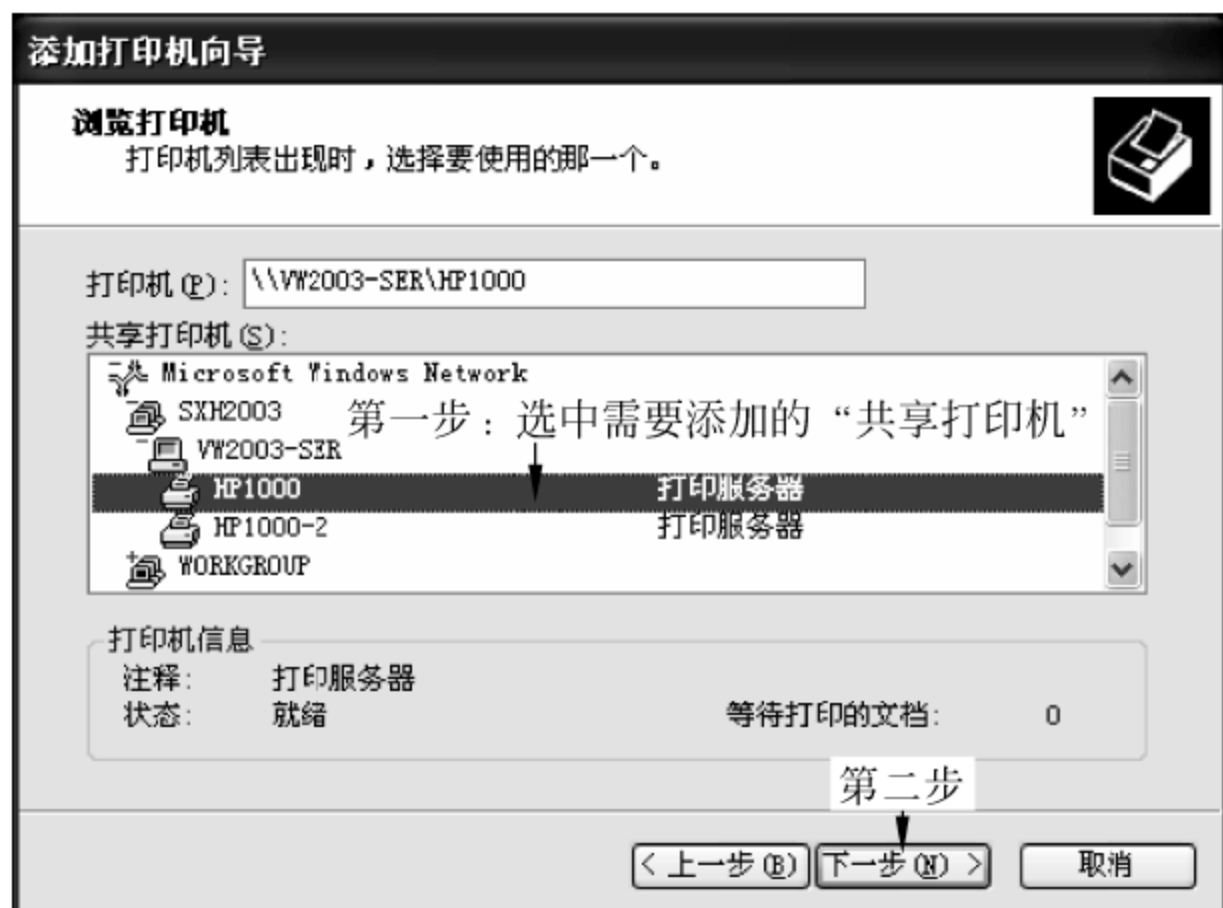 添加打印机向导
浏览打印机
打印机列表出现时，选择要使用的那一个。
打印机(P): \\VW2003-SER\HP1000
共享打印机(S):
Microsoft Windows Network
SXH2003
第一步：选中需要添加的“共享打印机”
VW2003-SER
HP1000 打印服务器
HP1000-2 打印服务器
WORKGROUP
打印机信息
注释: 打印服务器
状态: 就绪 等待打印的文档: 0
第二步
< 上一步(B) 下一步(N) > 取消